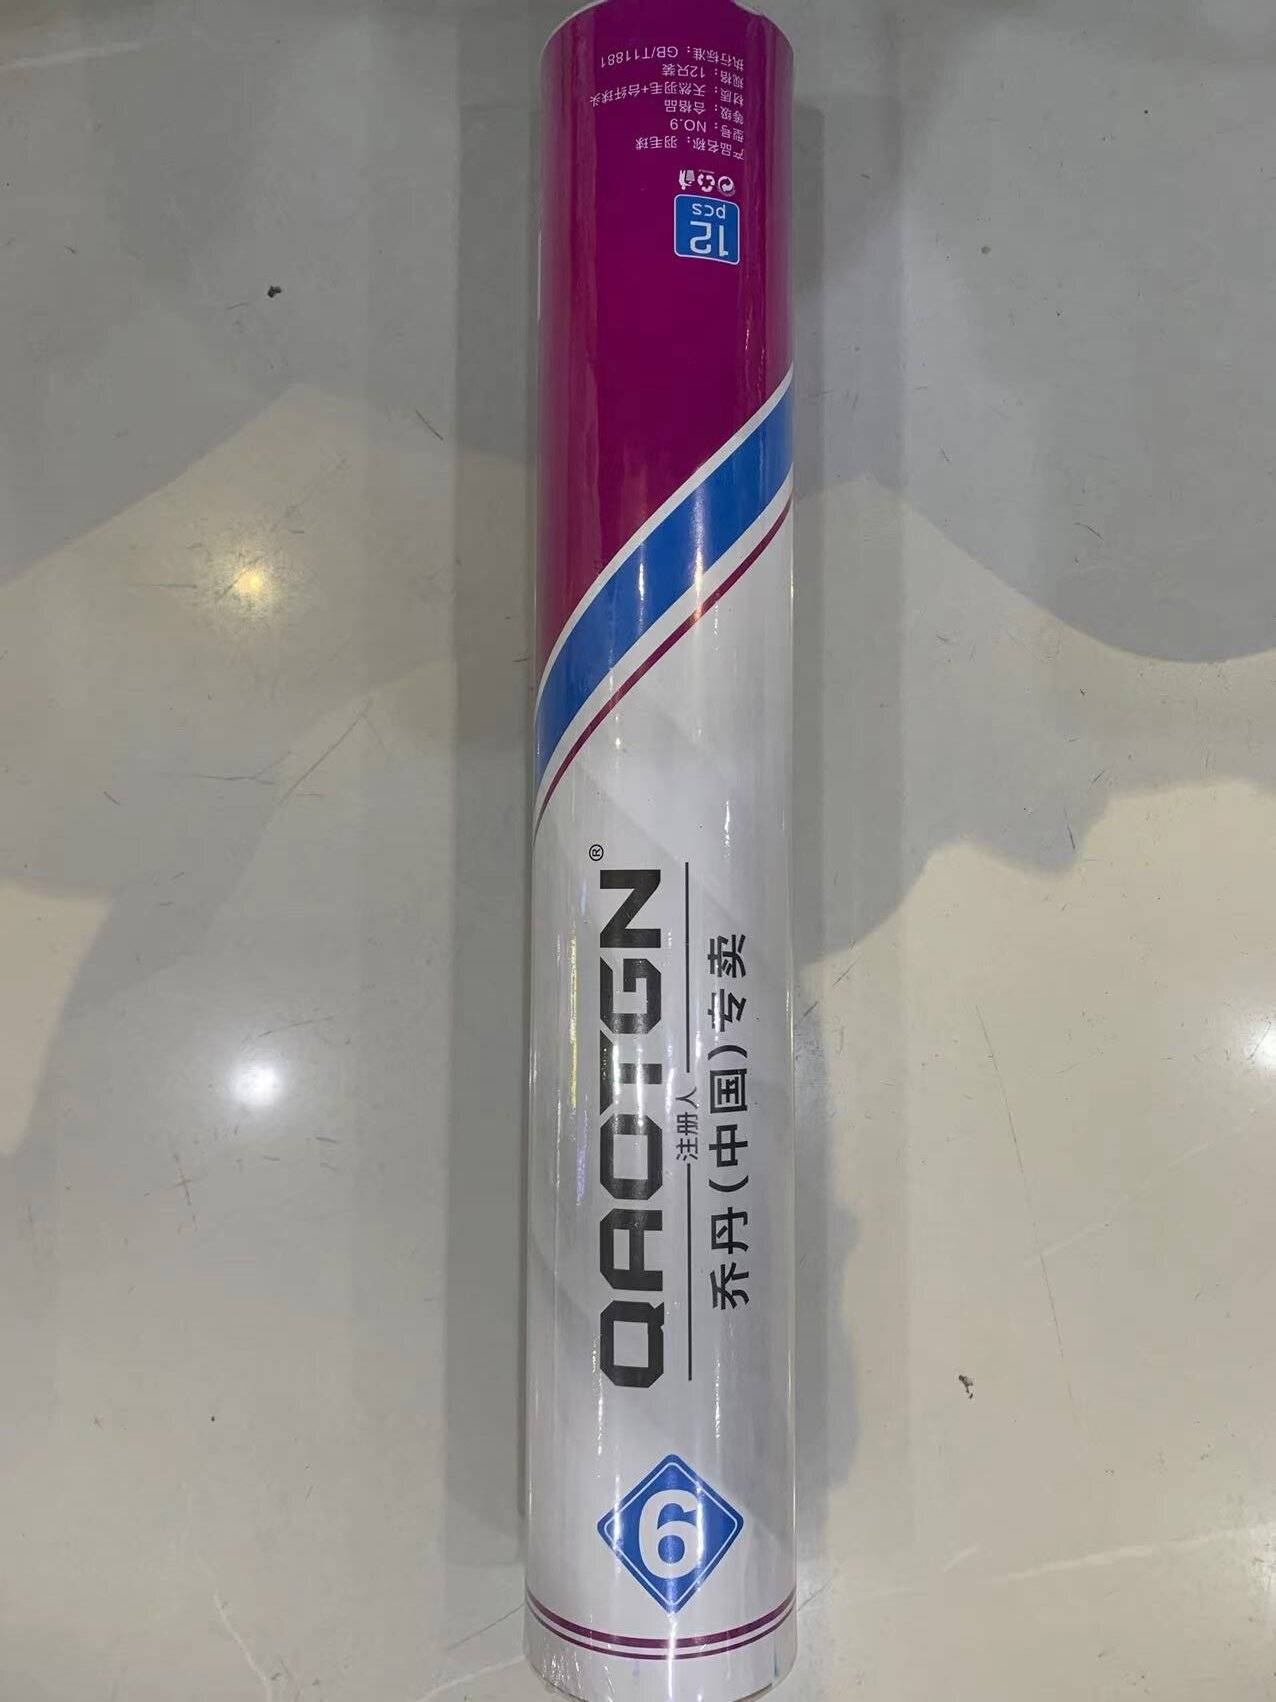 产品名称：羽毛球
型号：NO.9
等级：合格品
材质：天然羽毛+台纤球头
规格：12只装
执行标准：GB/T11881
12
pcs
QAOTGN®
注册人
乔丹(中国)专卖
9